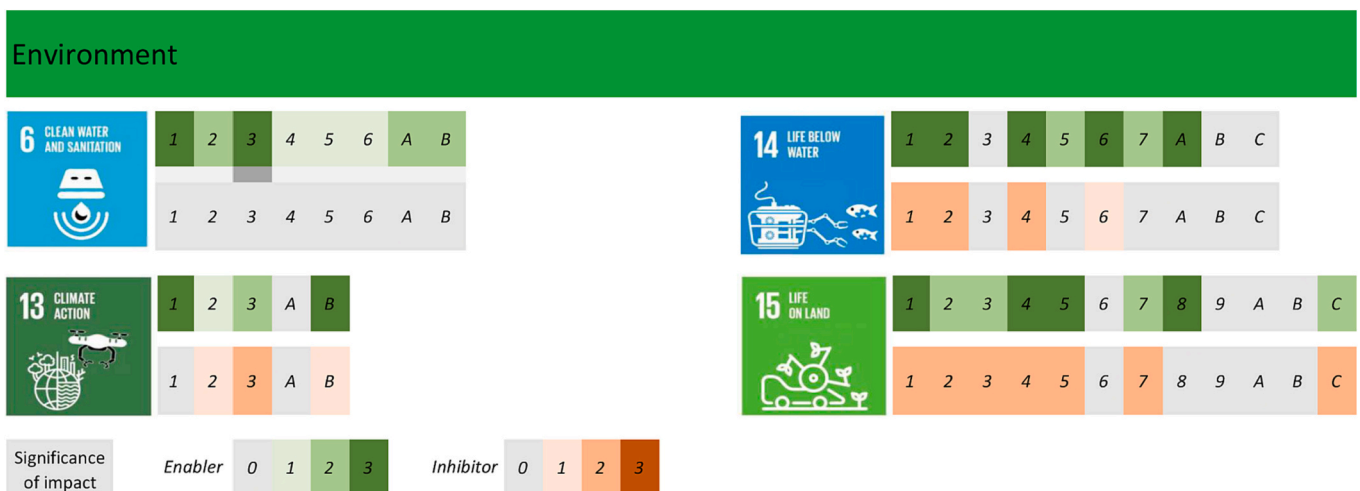 Environment
6 CLEAN WATER
AND SANITATION
1 2 3 4 5 6 A B
1 2 3 4 5 6 A B
14 LIFE BELOW
WATER
1 2 3 4 5 6 7 A B C
1 2 3 4 5 6 7 A B C
13 CLIMATE
ACTION
1 2 3 A B
1 2 3 A B
15 LIFE
ON LAND
1 2 3 4 5 6 7 8 9 A B C
1 2 3 4 5 6 7 8 9 A B C
Significance
of impact
Enabler 0 1 2 3
Inhibitor 0 1 2 3